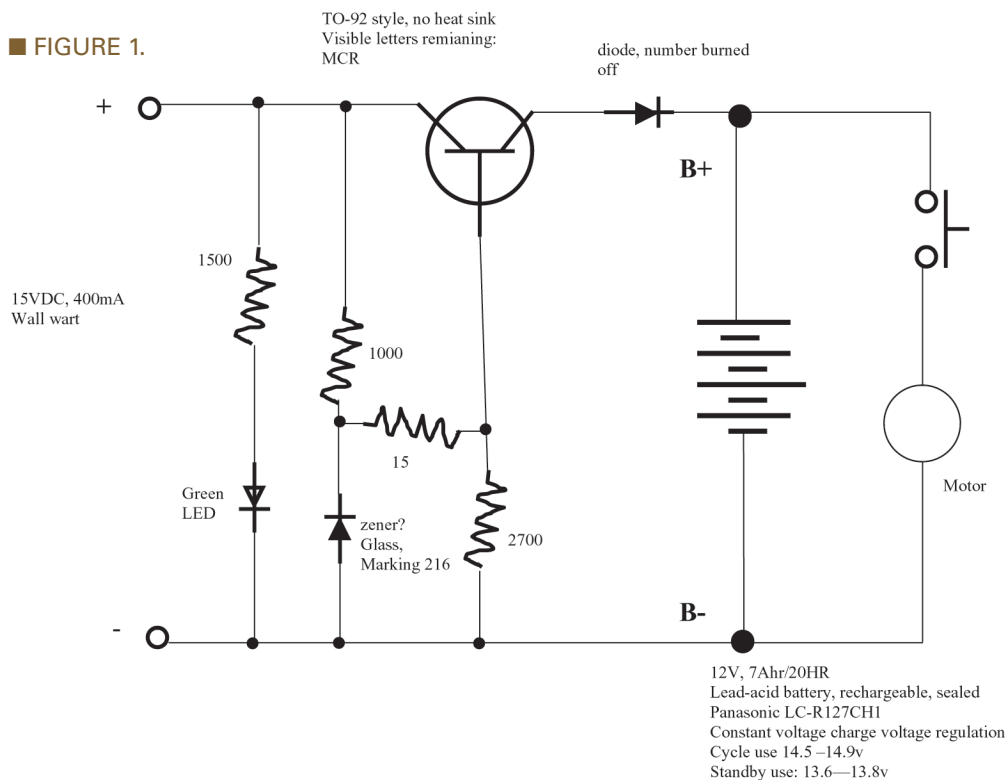 ■ FIGURE 1.
TO-92 style, no heat sink
Visible letters remianing:
MCR
diode, number burned
off
+
B+
1500
15VDC, 400mA
Wall wart
1000
15
Green
LED
zener?
Glass,
Marking 216
2700
Motor
-
B-
12V, 7Ahr/20HR
Lead-acid battery, rechargeable, sealed
Panasonic LC-R127CH1
Constant voltage charge voltage regulation
Cycle use 14.5 –14.9v
Standby use: 13.6—13.8v